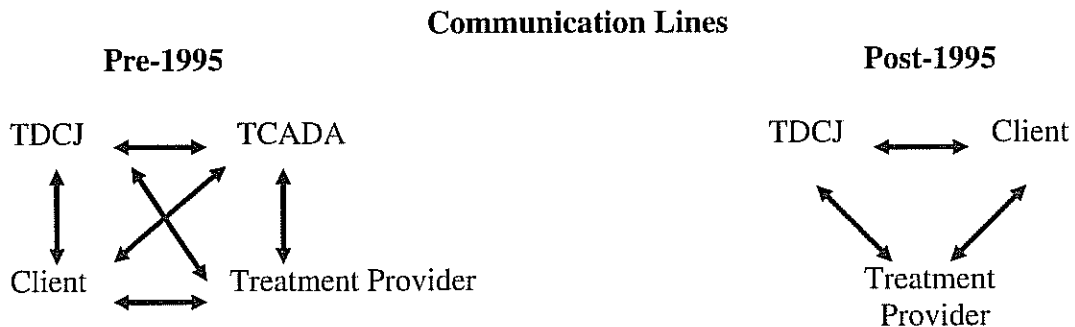 Communication Lines
Pre-1995
Post-1995
TDCJ TCADA
Client Treatment Provider
TDCJ Client
Treatment
Provider